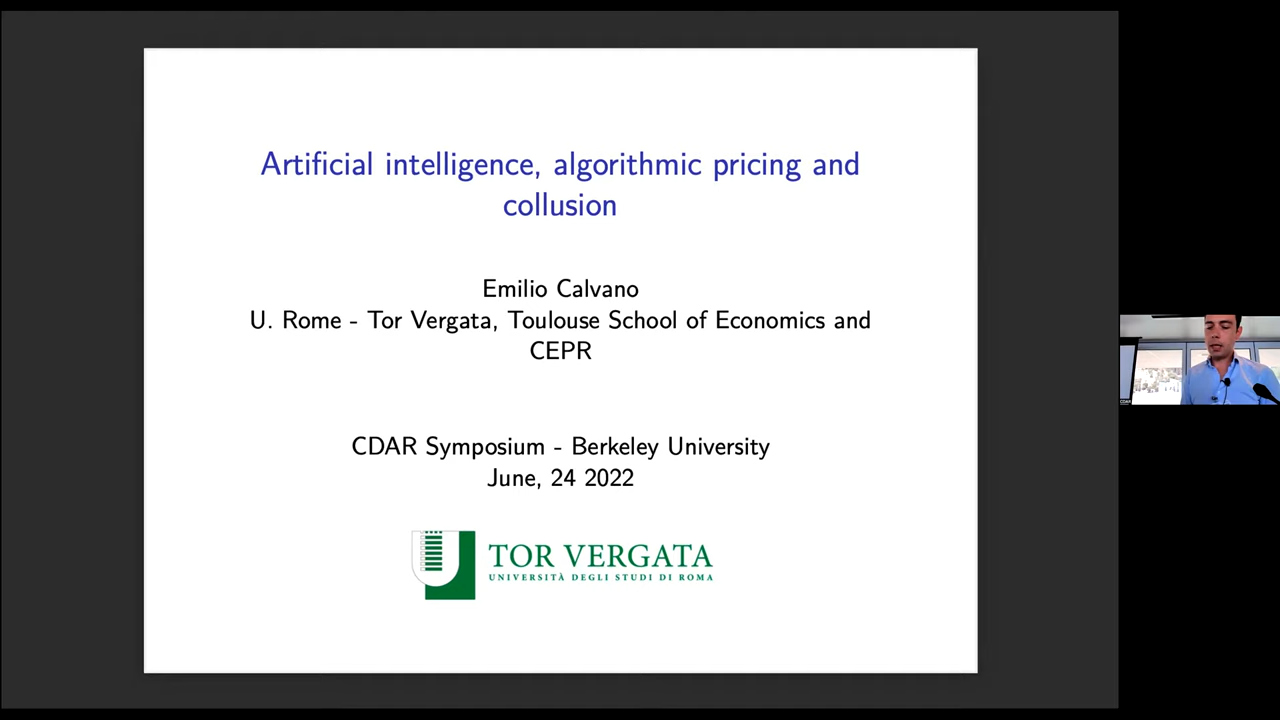 Artificial intelligence, algorithmic pricing and
collusion
Emilio Calvano
U. Rome - Tor Vergata, Toulouse School of Economics and
CEPR
CDAR Symposium - Berkeley University
June, 24 2022
TOR VERGATA
UNIVERSITÀ DEGLI STUDI DI ROMA
CDAR